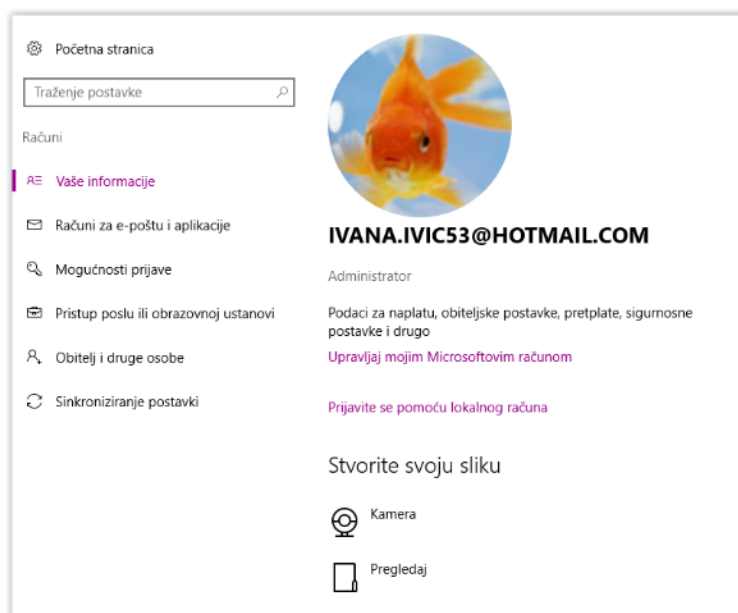 Početna stranica
Traženje postavke
Računi
Vaše informacije
Računi za e-poštu i aplikacije
Mogućnosti prijave
Pristup poslu ili obrazovnoj ustanovi
Obitelj i druge osobe
Sinkroniziranje postavki
IVANA.IVIC53@HOTMAIL.COM
Administrator
Podaci za naplatu, obiteljske postavke, pretplate, sigurnosne
postavke i drugo
Upravljaj mojim Microsoftovim računom
Prijavite se pomoću lokalnog računa
Stvorite svoju sliku
Kamera
Pregledaj